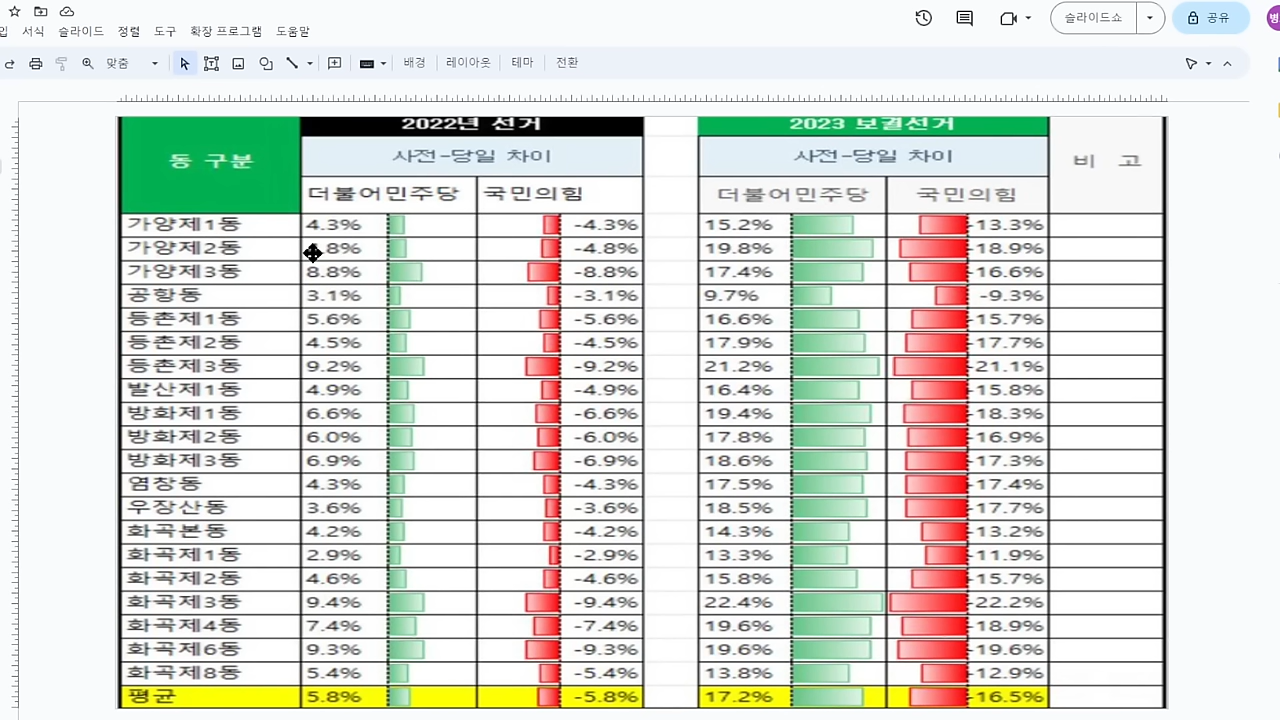 서식 슬라이드 정렬 도구 확장 프로그램 도움말
슬라이드쇼
공유
맞춤
배경 레이아웃 테마 전환
동 구분 2022년 선거 2023 보궐선거 비 고
사전-당일 차이 사전-당일 차이
더불어민주당 국민의힘 더불어민주당 국민의힘
가양제1동 4.3% -4.3% 15.2% -13.3%
가양제2동 .8% -4.8% 19.8% -18.9%
가양제3동 8.8% -8.8% 17.4% -16.6%
공항동 3.1% -3.1% 9.7% -9.3%
등촌제1동 5.6% -5.6% 16.6% -15.7%
등촌제2동 4.5% -4.5% 17.9% -17.7%
등촌제3동 9.2% -9.2% 21.2% -21.1%
발산제1동 4.9% -4.9% 16.4% -15.8%
방화제1동 6.6% -6.6% 19.4% -18.3%
방화제2동 6.0% -6.0% 17.8% -16.9%
방화제3동 6.9% -6.9% 18.6% -17.3%
염창동 4.3% -4.3% 17.5% -17.4%
우장산동 3.6% -3.6% 18.5% -17.7%
화곡본동 4.2% -4.2% 14.3% -13.2%
화곡제1동 2.9% -2.9% 13.3% -11.9%
화곡제2동 4.6% -4.6% 15.8% -15.7%
화곡제3동 9.4% -9.4% 22.4% -22.2%
화곡제4동 7.4% -7.4% 19.6% -18.9%
화곡제6동 9.3% -9.3% 19.6% -19.6%
화곡제8동 5.4% -5.4% 13.8% -12.9%
평균 5.8% -5.8% 17.2% -16.5%